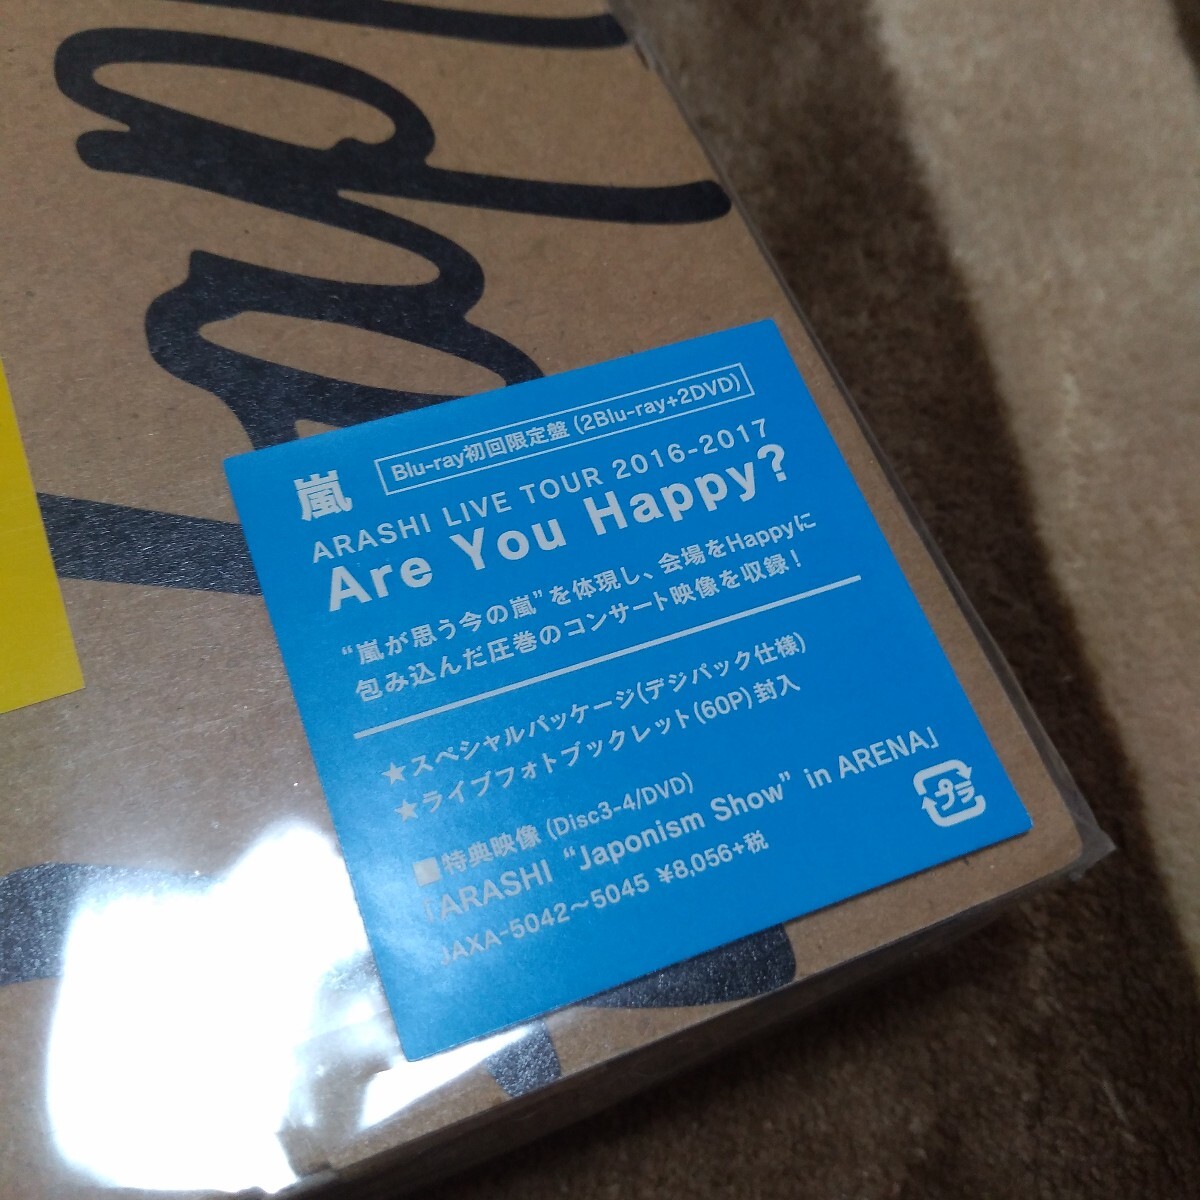 嵐
Blu-ray初回限定盤 (2Blu-ray+2DVD)
ARASHI LIVE TOUR 2016-2017
Are You Happy?
“嵐が思う今の嵐”を体現し、会場をHappyに
包み込んだ圧巻のコンサート映像を収録！
★スペシャルパッケージ(デジパック仕様)
★ライブフォトブックレット(60P)封入
■特典映像 (Disc3-4/DVD)
「ARASHI “Japonism Show” in ARENA」
JAXA-5042～5045 ¥8,056+税
プラ